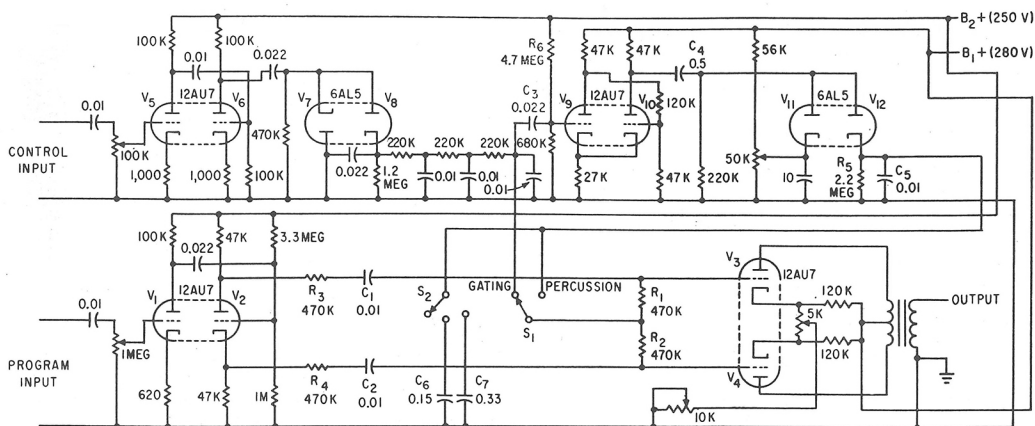 B2+ (250 V)
100K
0.01
100K
0.022
R6
4.7 MEG
47K
47K
C4
0.5
56K
B1+ (280 V)
V5
12AU7
V6
V7
6AL5
V8
C3
0.022
V9
12AU7
V10
120K
V11
6AL5
V12
0.01
CONTROL
INPUT
100K
470K
220K
220K
220K
680K
50K
1,000
1,000
100K
0.022
1.2
MEG
0.01
0.01
0.01
27K
47K
220K
10
R5
2.2
MEG
C5
0.01
100K
47K
3.3 MEG
0.022
V1
12AU7
V2
R3
470K
C1
0.01
S2
GATING
PERCUSSION
S1
R1
470K
R2
470K
V3
12AU7
V4
120K
5K
120K
OUTPUT
0.01
PROGRAM
INPUT
1MEG
620
47K
1M
R4
470K
C2
0.01
C6
0.15
C7
0.33
10K